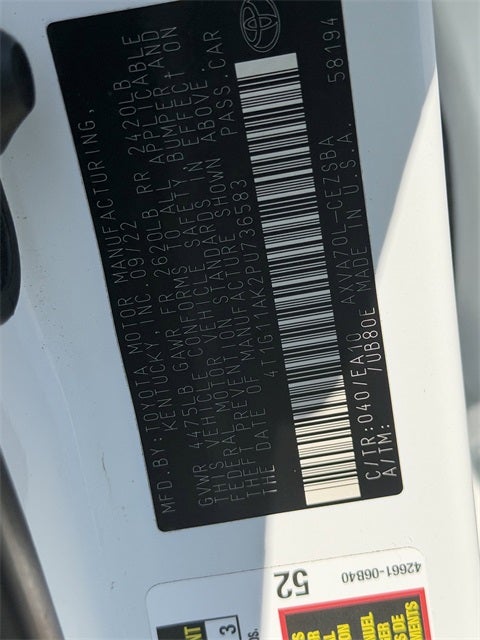 MFD. BY: TOYOTA MOTOR MANUFACTURING,
KENTUCKY, INC. 09/22
GVWR 4475LB GAWR FR 2620LB RR 2420LB
THIS VEHICLE CONFORMS TO ALL APPLICABLE
FEDERAL MOTOR VEHICLE SAFETY, BUMPER, AND
THEFT PREVENTION STANDARDS IN EFFECT ON
THE DATE OF MANUFACTURE SHOWN ABOVE.
4T1G11AK2PU736583 PASS. CAR
C/TR:040/EA10 AXVA70L-CEZSBA
A/TM: /UB80E MADE IN U.S.A. 58194
52
42661-06B40